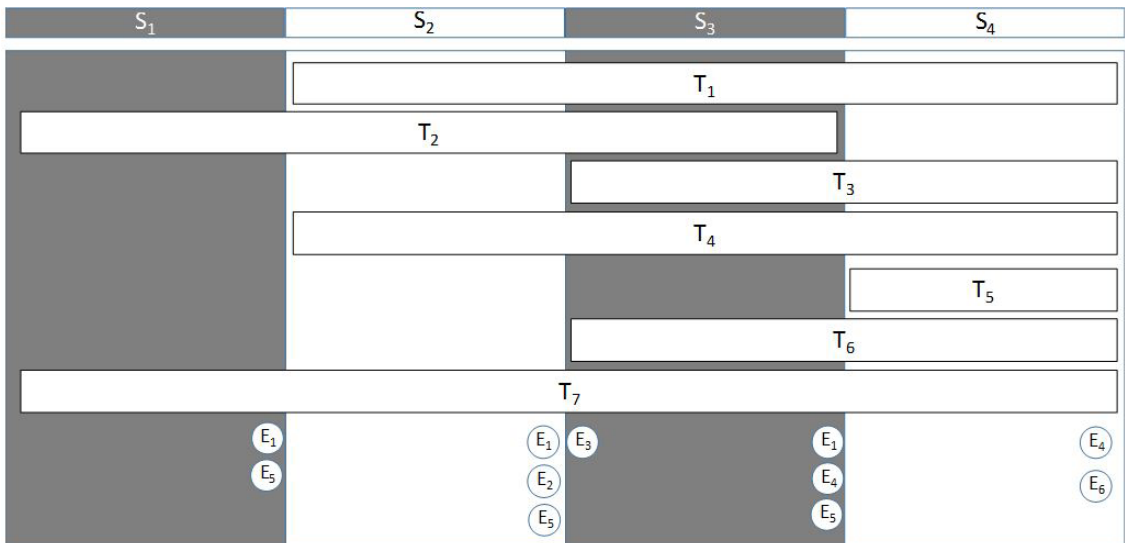 S₁ S₂ S₃ S₄
T₁
T₂
T₃
T₄
T₅
T₆
T₇
E₁ E₁ E₃ E₁ E₄
E₅ E₂ E₄ E₆
E₅ E₅